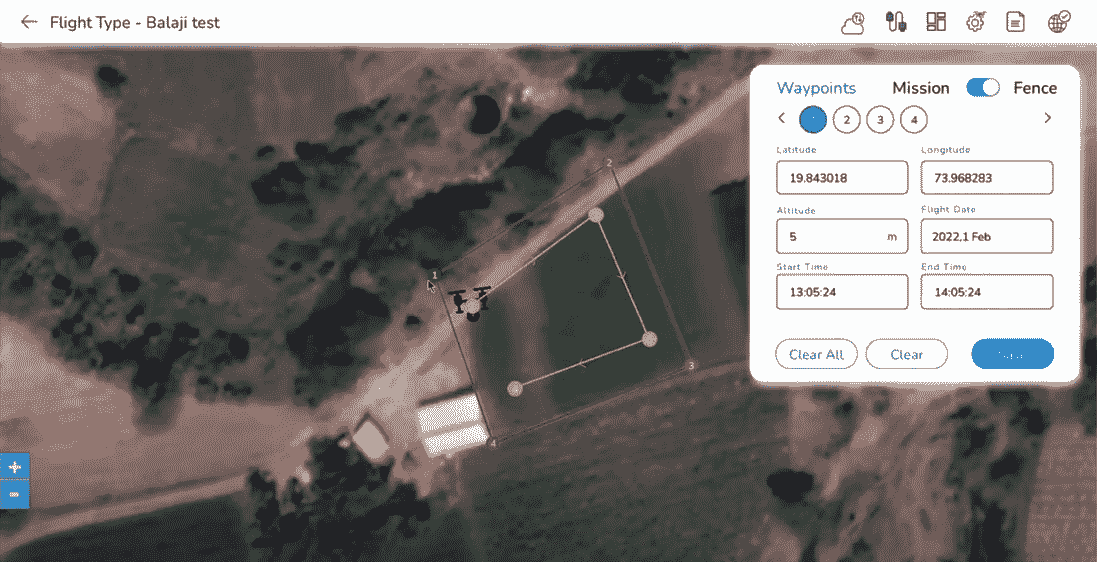 Flight Type - Balaji test
Waypoints Mission Fence
1 2 3 4
Latitude Longitude
19.843018 73.968283
Altitude Flight Date
5 m 2022,1 Feb
Start Time End Time
13:05:24 14:05:24
Clear All Clear
2
1
3
4